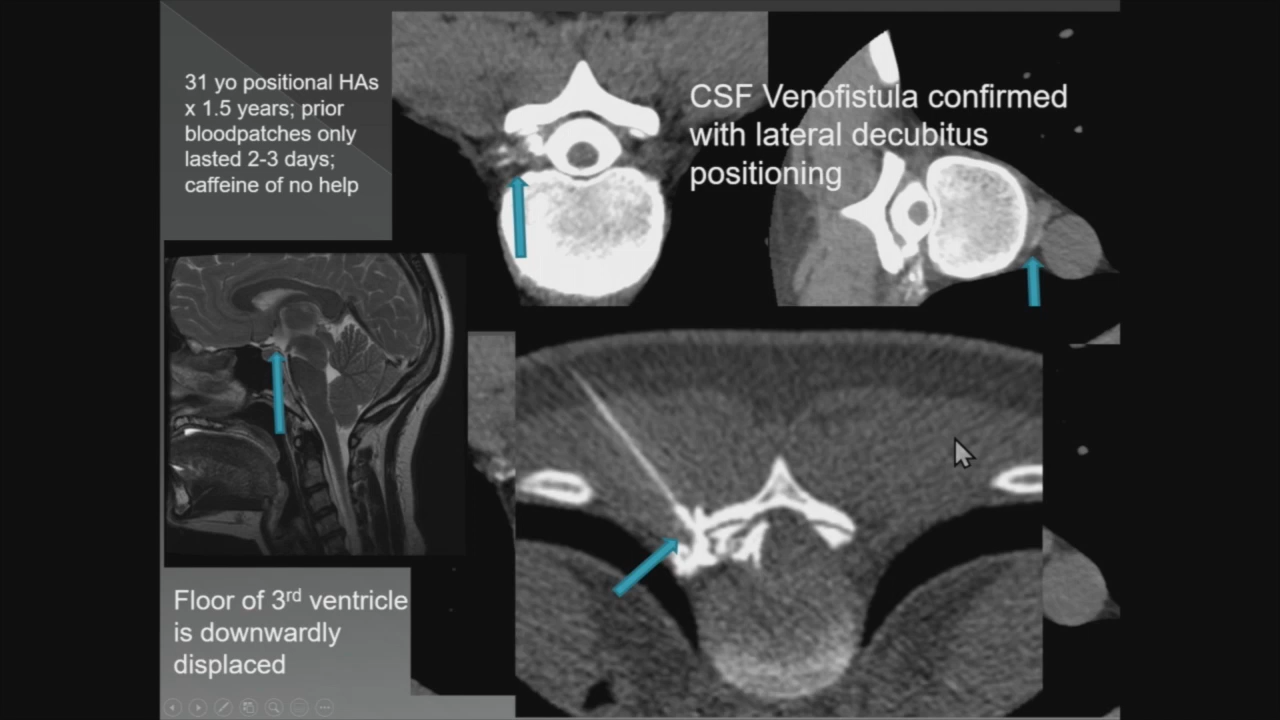 31 yo positional HAs
x 1.5 years; prior
bloodpatches only
lasted 2-3 days;
caffeine of no help
CSF Venofistula confirmed
with lateral decubitus
positioning
Floor of 3rd ventricle
is downwardly
displaced